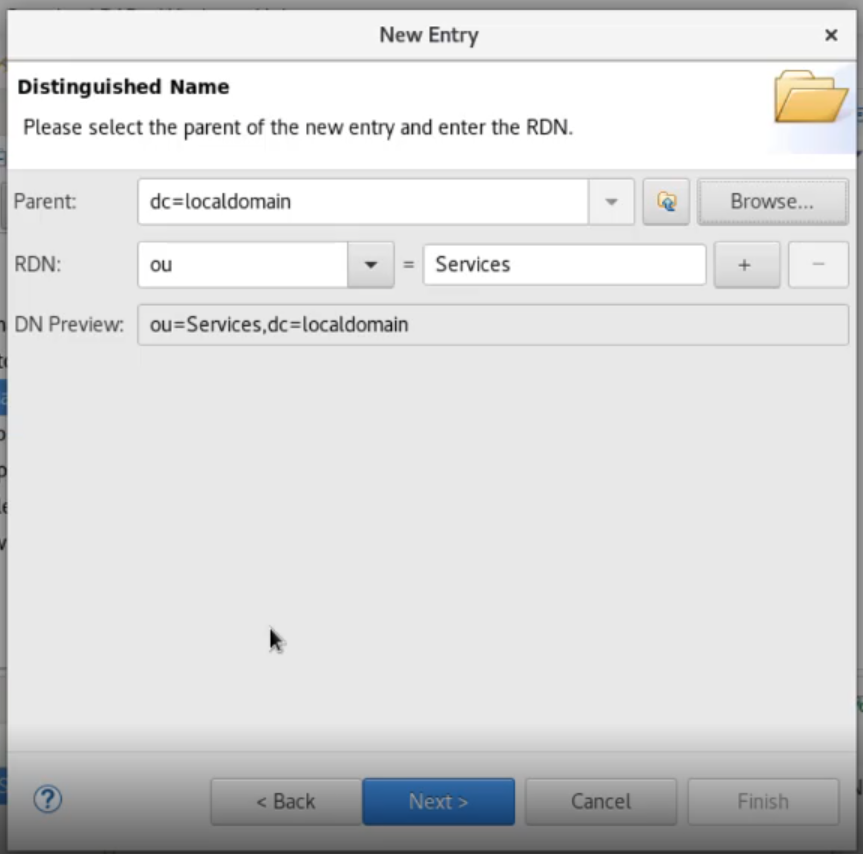 New Entry ×
Distinguished Name
Please select the parent of the new entry and enter the RDN.
Parent: dc=localdomain Browse...
RDN: ou = Services + −
DN Preview: ou=Services,dc=localdomain
? < Back Next > Cancel Finish